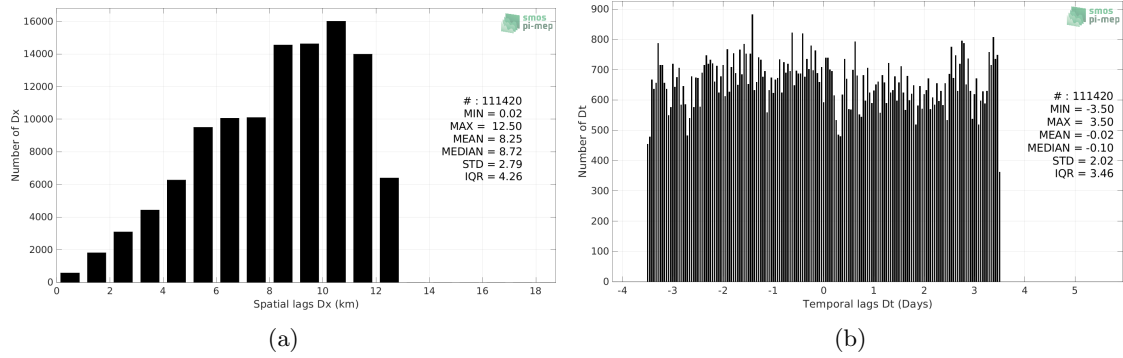 16000
14000
12000
10000
8000
6000
4000
2000
0
Number of Dx
smos
pi-mep
# : 111420
MIN = 0.02
MAX = 12.50
MEAN = 8.25
MEDIAN = 8.72
STD = 2.79
IQR = 4.26
0 2 4 6 8 10 12 14 16 18
Spatial lags Dx (km)
(a)
900
800
700
600
500
400
300
200
100
0
Number of Dt
smos
pi-mep
# : 111420
MIN = -3.50
MAX = 3.50
MEAN = -0.02
MEDIAN = -0.10
STD = 2.02
IQR = 3.46
-4 -3 -2 -1 0 1 2 3 4 5
Temporal lags Dt (Days)
(b)